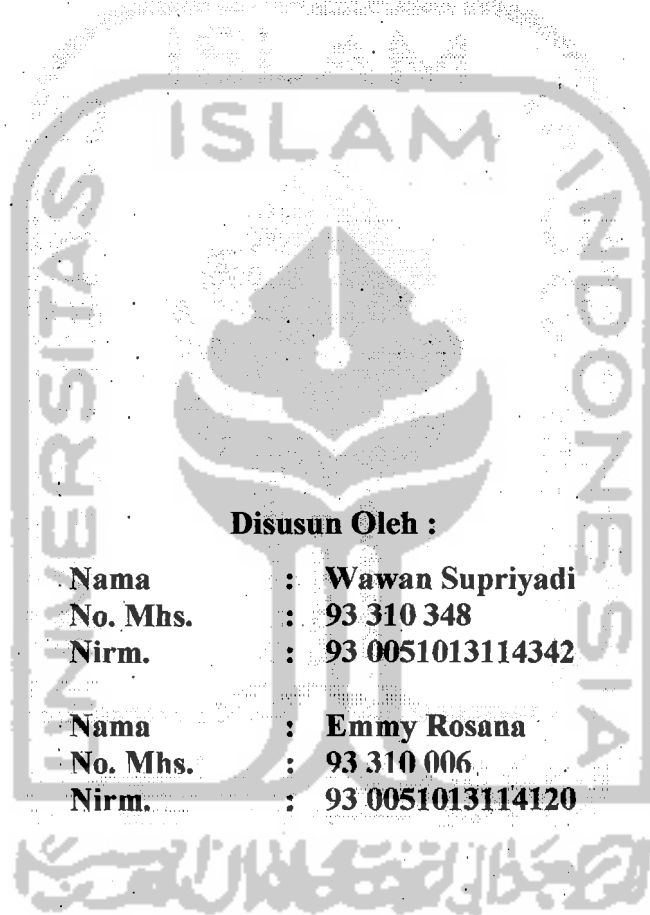 ISLAM
UNIVERSITAS
INDONESIA
Disusun Oleh :
Nama : Wawan Supriyadi
No. Mhs. : 93 310 348
Nirm. : 93 0051013114342
Nama : Emmy Rosana
No. Mhs. : 93 310 006
Nirm. : 93 0051013114120